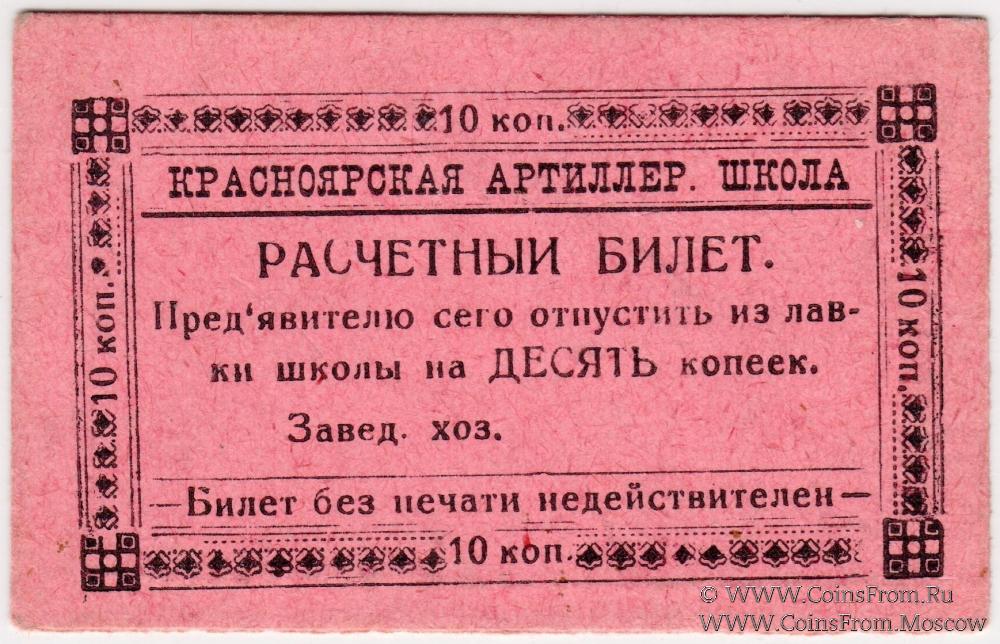 10 коп.
КРАСНОЯРСКАЯ АРТИЛЛЕР. ШКОЛА
РАСЧЕТНЫЙ БИЛЕТ.
Пред‘явителю сего отпустить из лав-
ки школы на ДЕСЯТЬ копеек.
Завед. хоз.
—Билет без печати недействителен—
10 коп.
10 коп.
10 коп.
© WWW.CoinsFrom.Ru
WWW.CoinsFrom.Moscow